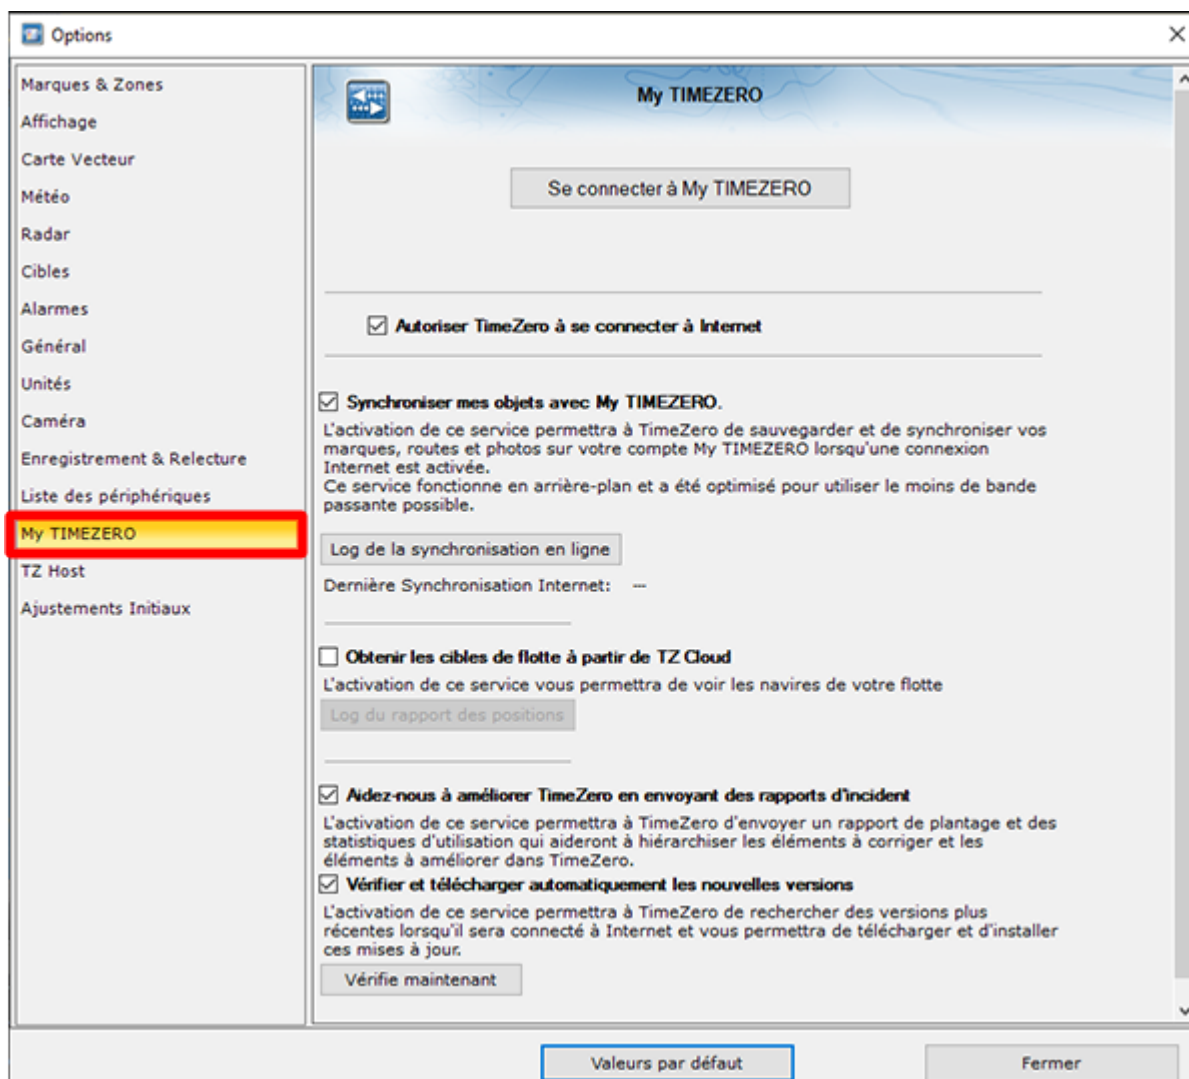 Options
Marques & Zones
Affichage
Carte Vecteur
Météo
Radar
Cibles
Alarmes
Général
Unités
Caméra
Enregistrement & Relecture
Liste des périphériques
My TIMEZERO
TZ Host
Ajustements Initiaux
My TIMEZERO
Se connecter à My TIMEZERO
Autoriser TimeZero à se connecter à Internet
Synchroniser mes objets avec My TIMEZERO.
L'activation de ce service permettra à TimeZero de sauvegarder et de synchroniser vos
marques, routes et photos sur votre compte My TIMEZERO lorsqu'une connexion
Internet est activée.
Ce service fonctionne en arrière-plan et a été optimisé pour utiliser le moins de bande
passante possible.
Log de la synchronisation en ligne
Dernière Synchronisation Internet: ---
Obtenir les cibles de flotte à partir de TZ Cloud
L'activation de ce service vous permettra de voir les navires de votre flotte
Log du rapport des positions
Aidez-nous à améliorer TimeZero en envoyant des rapports d'incident
L'activation de ce service permettra à TimeZero d'envoyer un rapport de plantage et des
statistiques d'utilisation qui aideront à hiérarchiser les éléments à corriger et les
éléments à améliorer dans TimeZero.
Vérifier et télécharger automatiquement les nouvelles versions
L'activation de ce service permettra à TimeZero de rechercher des versions plus
récentes lorsqu'il sera connecté à Internet et vous permettra de télécharger et d'installer
ces mises à jour.
Vérifie maintenant
Valeurs par défaut
Fermer